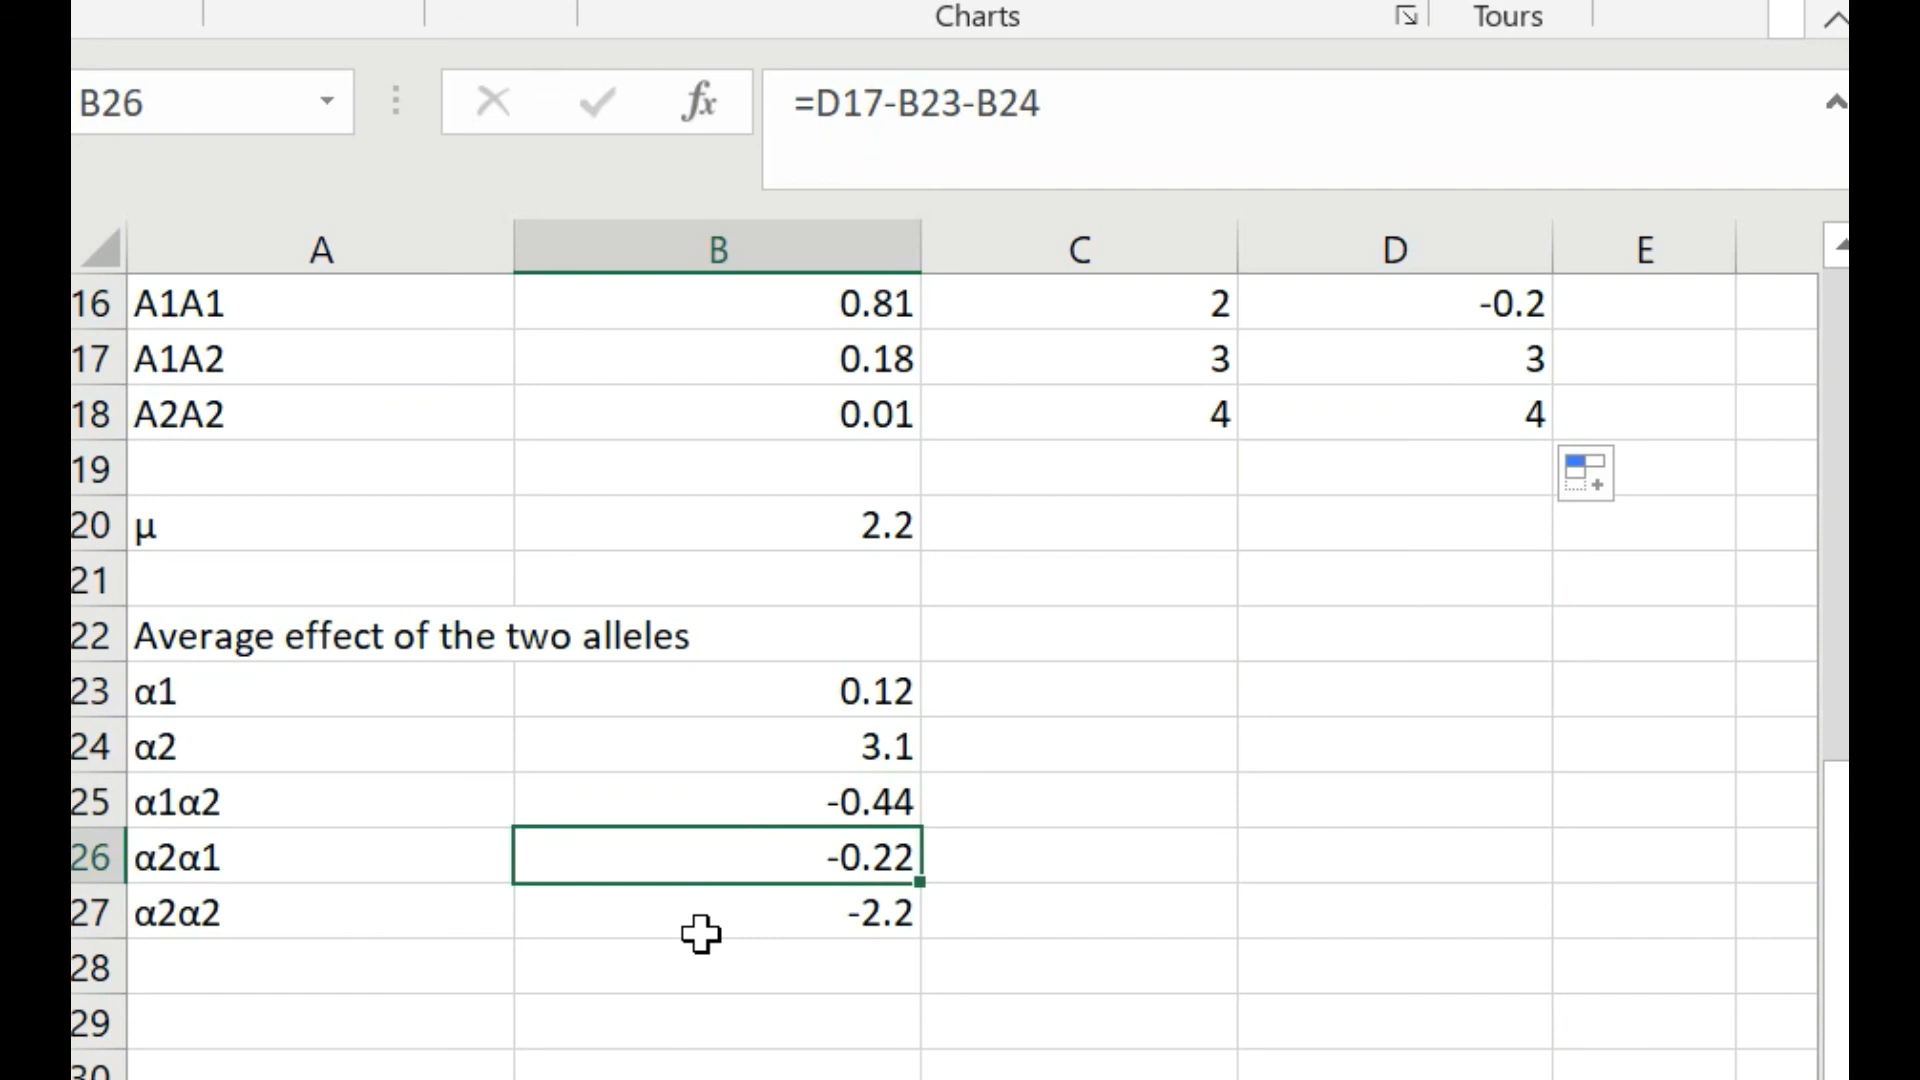 Charts Tours
B26 fx =D17-B23-B24
A B C D E
16 A1A1 0.81 2 -0.2
17 A1A2 0.18 3 3
18 A2A2 0.01 4 4
19
20 μ 2.2
21
22 Average effect of the two alleles
23 α1 0.12
24 α2 3.1
25 α1α2 -0.44
26 α2α1 -0.22
27 α2α2 -2.2
28
29
30